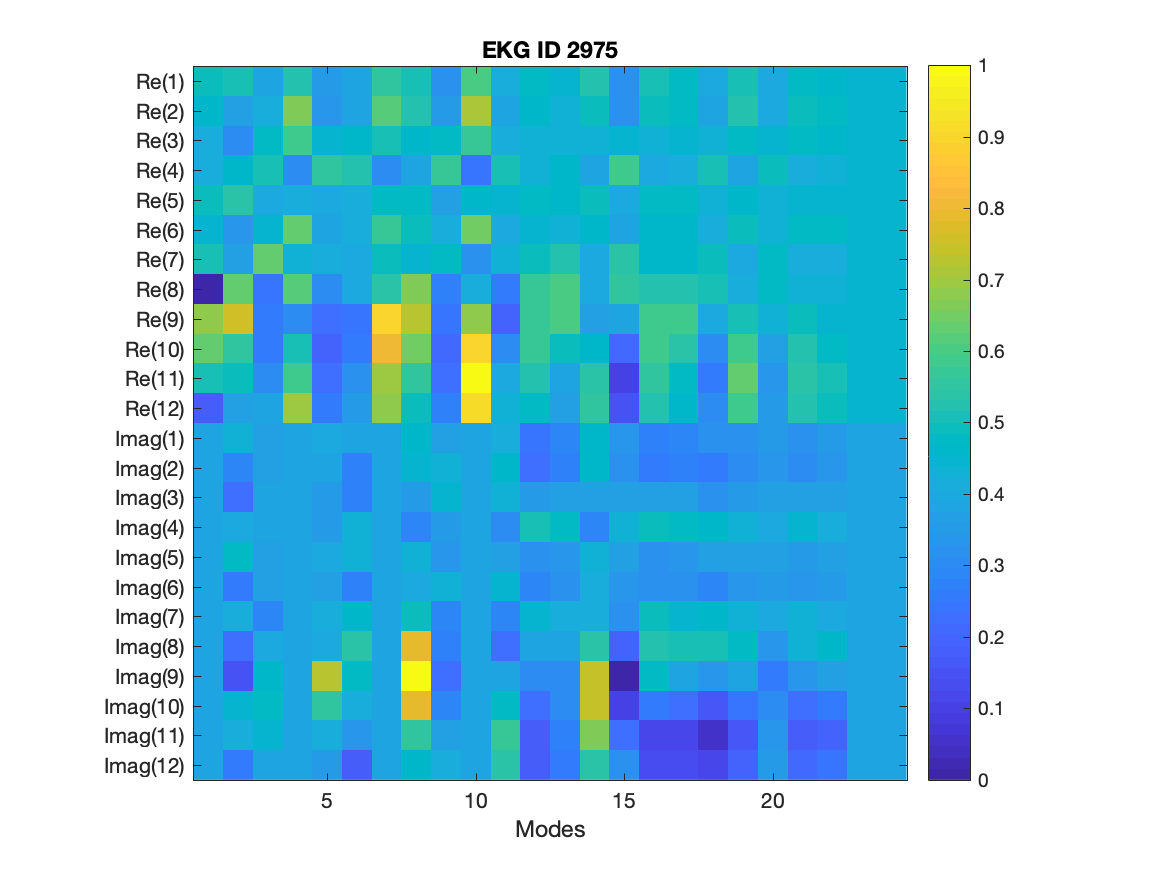 EKG ID 2975
Re(1)
Re(2)
Re(3)
Re(4)
Re(5)
Re(6)
Re(7)
Re(8)
Re(9)
Re(10)
Re(11)
Re(12)
Imag(1)
Imag(2)
Imag(3)
Imag(4)
Imag(5)
Imag(6)
Imag(7)
Imag(8)
Imag(9)
Imag(10)
Imag(11)
Imag(12)
5 10 15 20
Modes
1
0.9
0.8
0.7
0.6
0.5
0.4
0.3
0.2
0.1
0